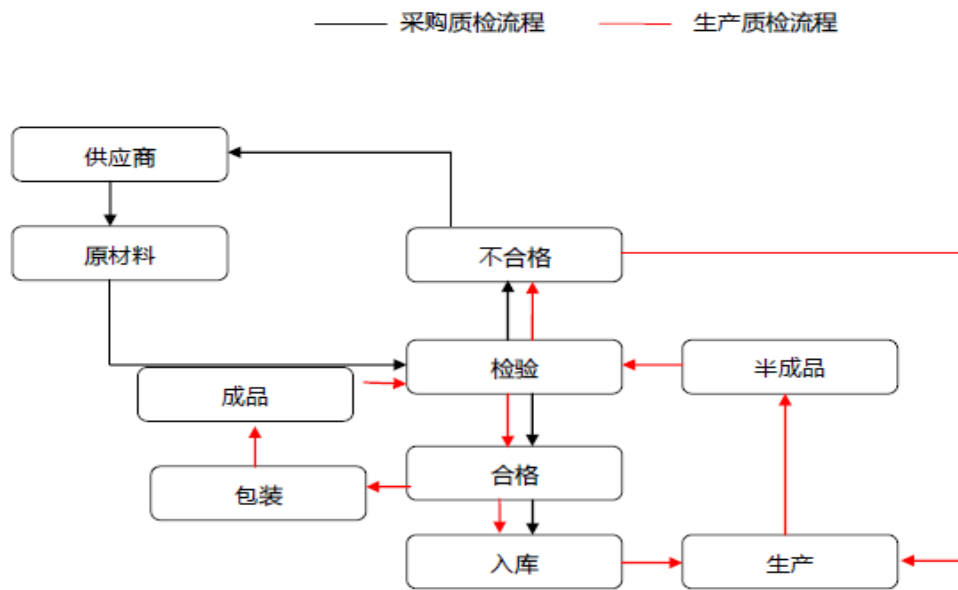 采购质检流程 生产质检流程
供应商
原材料
不合格
检验
半成品
成品
合格
包装
入库
生产